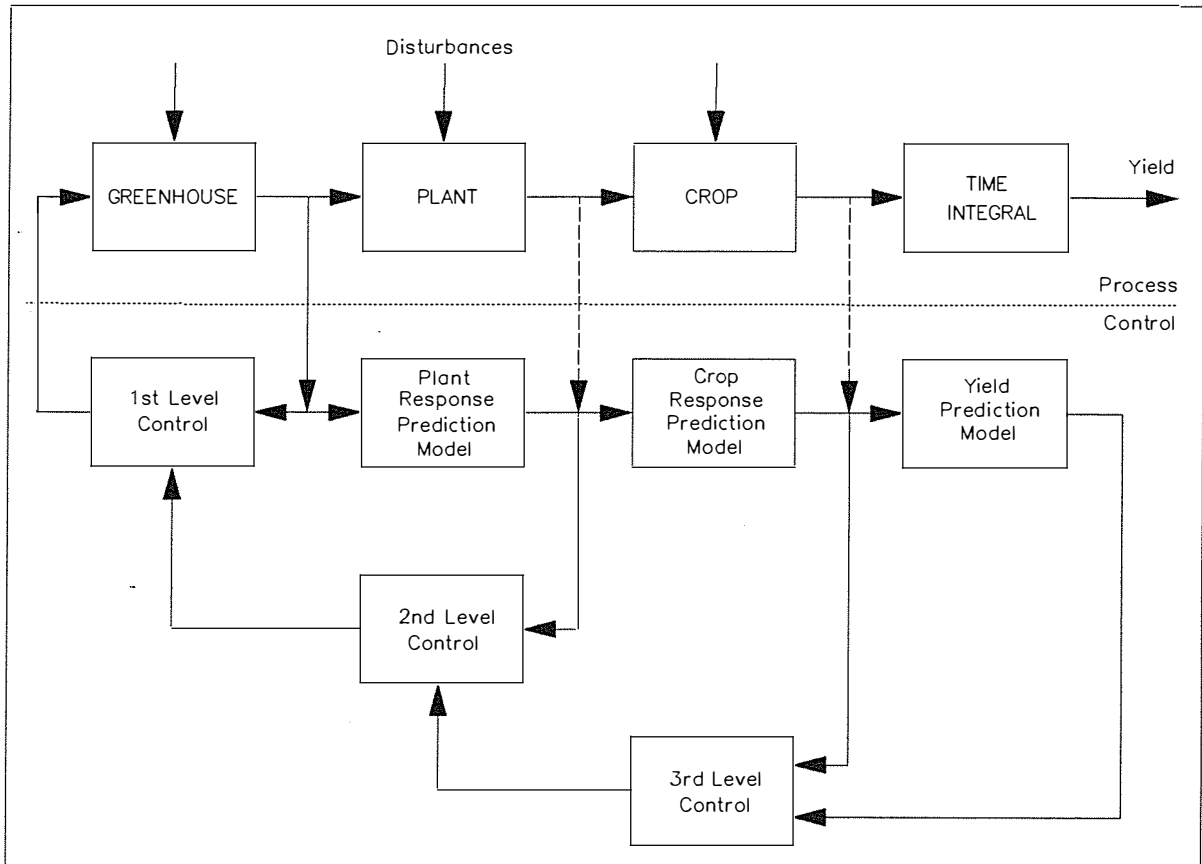 Disturbances
GREENHOUSE
PLANT
CROP
TIME
INTEGRAL
Yield
Process
Control
1st Level
Control
Plant
Response
Prediction
Model
Crop
Response
Prediction
Model
Yield
Prediction
Model
2nd Level
Control
3rd Level
Control